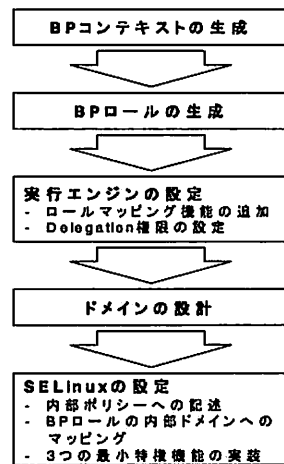 BPコンテキストの生成
BPロールの生成
実行エンジンの設定
- ロールマッピング機能の追加
- Delegation権限の設定
ドメインの設計
SELinuxの設定
- 内部ポリシーへの記述
- BPロールの内部ドメインへの
マッピング
- 3つの最小特権機能の実装